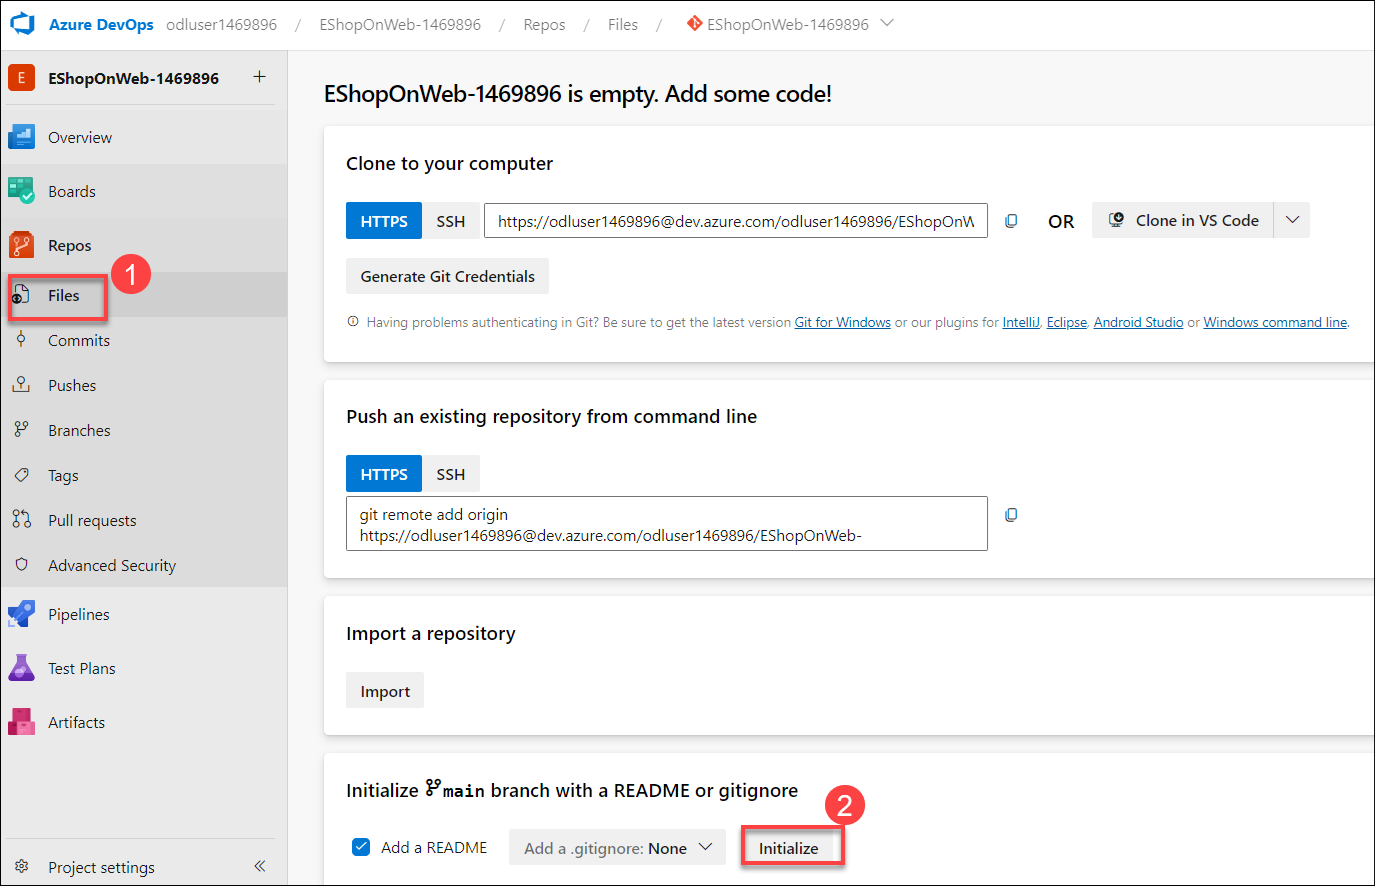 Azure DevOps odluser1469896 / EShopOnWeb-1469896 / Repos / Files / EShopOnWeb-1469896
E EShopOnWeb-1469896 +
Overview
Boards
Repos
1
Files
Commits
Pushes
Branches
Tags
Pull requests
Advanced Security
Pipelines
Test Plans
Artifacts
Project settings
EShopOnWeb-1469896 is empty. Add some code!
Clone to your computer
HTTPS SSH https://odluser1469896@dev.azure.com/odluser1469896/EShopOnW OR Clone in VS Code
Generate Git Credentials
Having problems authenticating in Git? Be sure to get the latest version Git for Windows or our plugins for IntelliJ, Eclipse, Android Studio or Windows command line.
Push an existing repository from command line
HTTPS SSH
git remote add origin
https://odluser1469896@dev.azure.com/odluser1469896/EShopOnWeb-
Import a repository
Import
Initialize main branch with a README or gitignore
2
Add a README Add a .gitignore: None Initialize